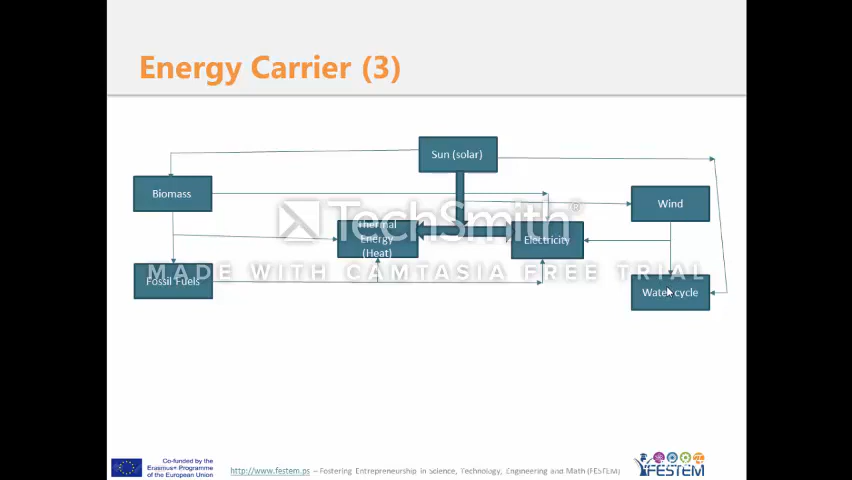 Energy Carrier (3)
Sun (solar)
Biomass
Wind
Thermal
Energy
(Heat)
Electricity
TechSmith®
MADE WITH CAMTASIA FREE TRIAL
Fossil Fuels
Water cycle
Co-funded by the
Erasmus+ Programme
of the European Union
http://www.festem.ps – Fostering Entrepreneurship in Science, Technology, Engineering and Math (FESTEM)
FESTEM